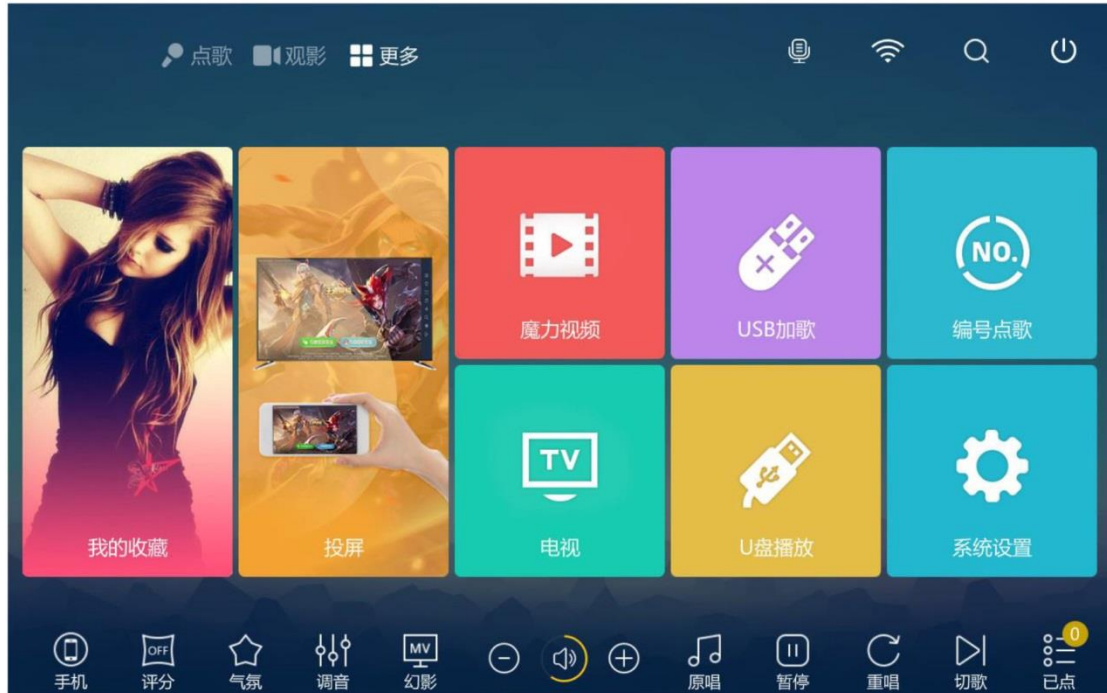 点歌
观影
更多
魔力视频
USB加歌
NO.
编号点歌
我的收藏
投屏
TV
电视
U盘播放
系统设置
OFF
MV
0
手机
评分
气氛
调音
幻影
原唱
暂停
重唱
切歌
已点